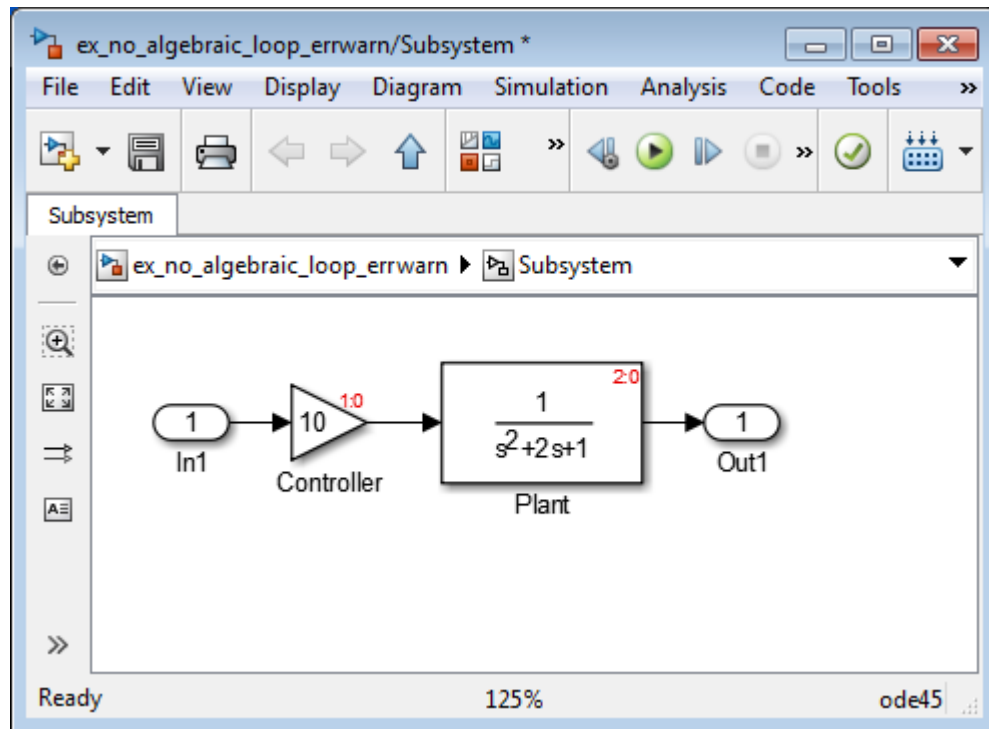 ex_no_algebraic_loop_errwarn/Subsystem *
File Edit View Display Diagram Simulation Analysis Code Tools »
» »
Subsystem
ex_no_algebraic_loop_errwarn Subsystem
1
In1
10
1:0
Controller
2:0
1
s²+2s+1
Plant
1
Out1
A
»
Ready 125% ode45